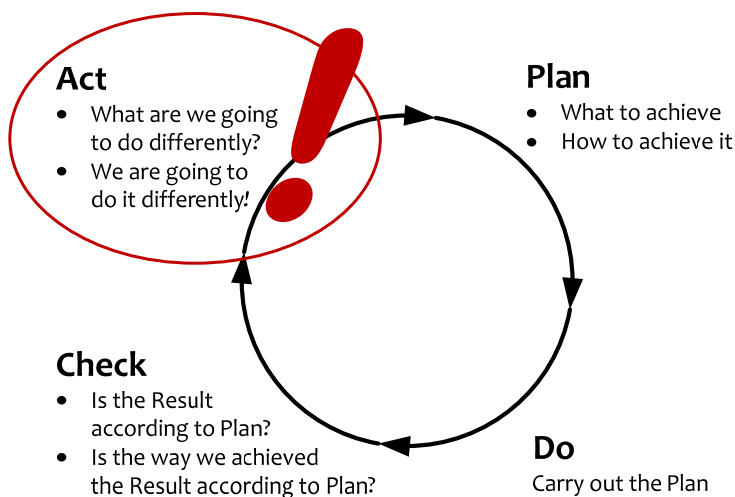 Act
• What are we going
to do differently?
• We are going to
do it differently!
Plan
• What to achieve
• How to achieve it
Check
• Is the Result
according to Plan?
• Is the way we achieved
the Result according to Plan?
Do
Carry out the Plan